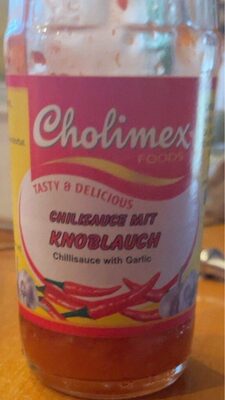 Cholimex
FOODS
TASTY & DELICIOUS
CHILISAUCE MIT
KNOBLAUCH
Chillisauce with Garlic